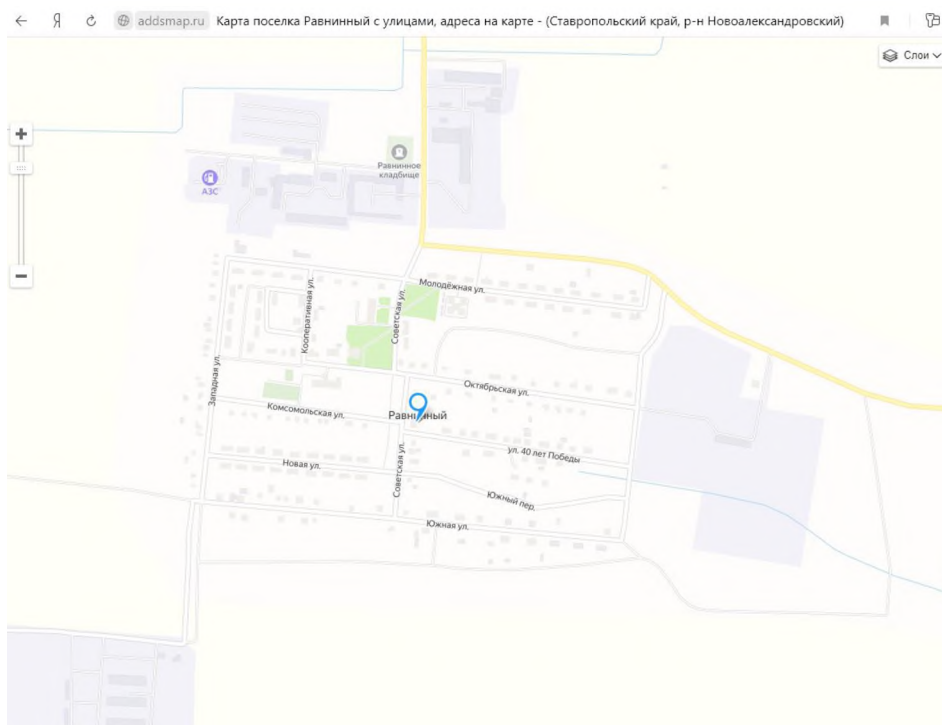 addsmap.ru Карта поселка Равнинный с улицами, адреса на карте - (Ставропольский край, р-н Новоалександровский)
Слои
Равнинное
кладбище
АЗС
Молодёжная ул.
Кооперативная ул.
Советская ул.
Западная ул.
Октябрьская ул.
Комсомольская ул.
Равнинный
ул. 40 лет Победы
Новая ул.
Советская ул.
Южный пер.
Южная ул.